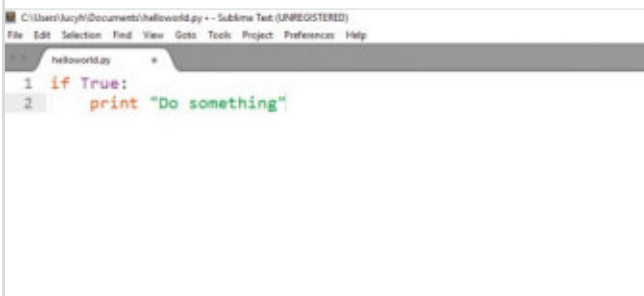 C:\Users\lucyh\Documents\helloworld.py • - Sublime Text (UNREGISTERED)
File Edit Selection Find View Goto Tools Project Preferences Help
helloworld.py
1 if True:
2 print "Do something"